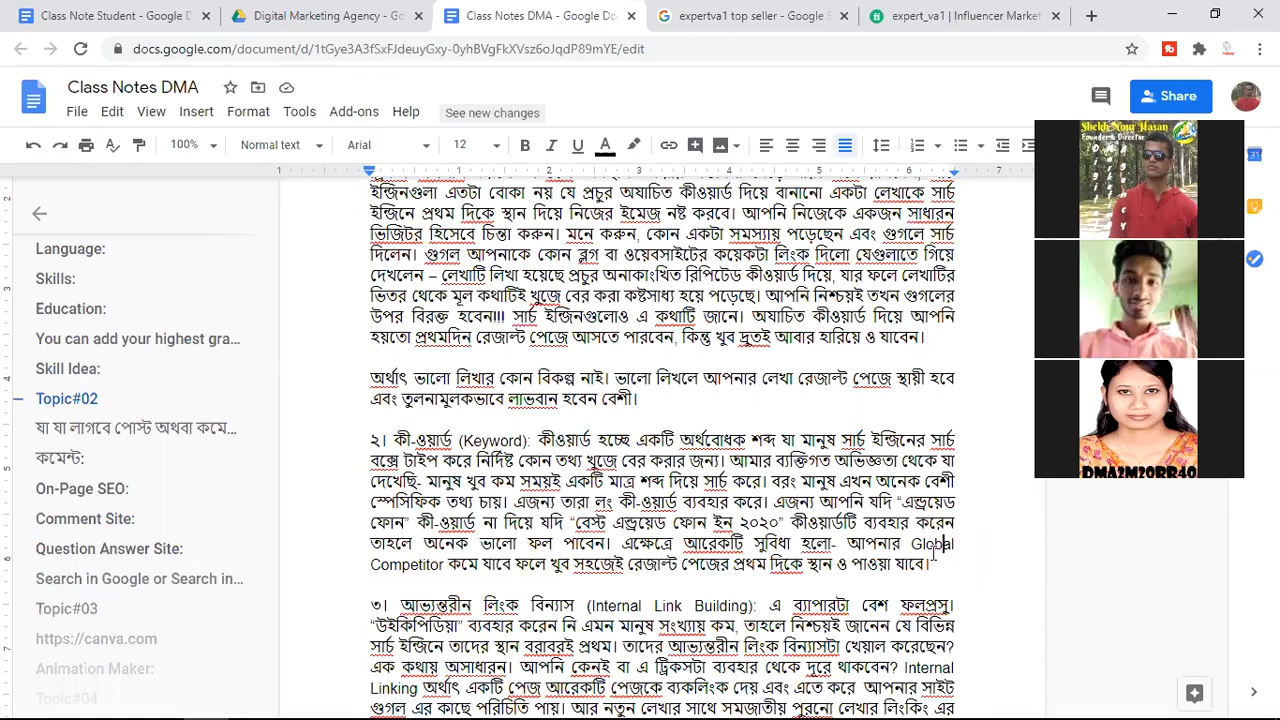 Class Note Student - Google Do
Digital Marketing Agency - Go
Class Notes DMA - Google Do
expertva1 top seller - Google S
expert_va1 | Influencer Market
docs.google.com/document/d/1tGye3A3fSxFJdeuyGxy-0yhBVgFkXVsz6oJqdP89mYE/edit
Class Notes DMA
File Edit View Insert Format Tools Add-ons Help See new changes
Share
100% Normal text Arial 12
Language:
Skills:
Education:
You can add your highest gra...
Skill Idea:
Topic#02
যা যা লাগবে পোস্ট অথবা কমে...
কমেন্ট:
On-Page SEO:
Comment Site:
Question Answer Site:
Search in Google or Search in...
Topic#03
https://canva.com
Animation Maker:
Topic#04
ইঞ্জিনগুলা এতটা বোকা নয় যে প্রচুর অযাচিত কীওয়ার্ড দিয়ে বানানো একটা লেখাকে সার্চ
ইঞ্জিনে প্রথম দিকে স্থান দিয়ে নিজের ইমেজ নষ্ট করবে। আপনি নিজেকে একজন সাধারন
ভিজিটর হিসেবে চিন্তা করুন। মনে করুন, কোন একটা সমস্যায় পড়েছেন এবং গুগলে সার্চ
দিলেন। গুগল আপনাকে কোন ব্লগ বা ওয়েবসাইটের কয়েকটা লিংক দিলো যেগুলাতে গিয়ে
দেখলেন – লেখাটি লিখা হয়েছে প্রচুর অনাকাংখিত রিপিটেড কীওয়ার্ড দিয়ে, যার ফলে লেখাটির
ভিতর থেকে মূল কথাটিই খুজে বের করা কষ্টসাধ্য হয়ে পড়েছে। আপনি নিশ্চয়ই তখন গুগলের
উপর বিরক্ত হবেন!!! সার্চ ইন্জিনগুলোও এ কথাটি জানে। অযাচিত কীওয়ার্ড দিয়ে আপনি
হয়তো প্রথমদিন রেজাল্ট পেজে আসতে পারবেন, কিন্তু খুব দ্রুতই আবার হারিয়ে ও যাবেন।
অর্থাৎ ভালো লিখার কোন বিকল্প নাই। ভালো লিখলে আপনার লেখা রেজাল্ট পেজে স্থায়ী হবে
এবং তুলনামূলকভাবে লাভবান হবেন বেশী।
২। কী-ওয়ার্ড (Keyword): কীওয়ার্ড হচ্ছে একটি অর্থবোধক শব্দ যা মানুষ সার্চ ইন্জিনের সার্চ
বক্সে টাইপ করে নির্দিষ্ট কোন তথ্য খুজে বের করার জন্য। আমার ব্যক্তিগত অভিজ্ঞতা থেকে যা
দেখেছি- মানুষ খুব কম সময়ই একটি মাত্র শব্দ দিয়ে সার্চ করে। বরং মানুষ এখন অনেক বেশী
স্পেসিফিক তথ্য চায়। এজন্য তারা লং কী-ওয়ার্ড ব্যবহার করে। এজন্য আপনি যদি “এন্ড্রয়েড
ফোন” কী-ওয়ার্ড না দিয়ে যদি “বেস্ট এন্ড্রয়েড ফোন ইন ২০২০” কীওয়ার্ডটি ব্যবহার করেন
তাহলে অনেক ভালো ফল পাবেন। এক্ষেত্রে আরেকটি সুবিধা হলো- আপনার Global
Competitor কমে যাবে ফলে খুব সহজেই রেজাল্ট পেজের প্রথম দিকে স্থান ও পাওয়া যাবে।
৩। আভ্যন্তরীন লিংক বিন্যাস (Internal Link Building): এ ব্যাপারটা বেশ ফলপ্রসু।
“উইকিপিডিয়া” ব্যবহার করেন নি এমন মানুষ সংখ্যায় কম, তাহলে নিশ্চয়ই জানেন যে বিভিন্ন
সার্চ ইন্জিনে তাদের স্থান বরাবরই প্রথম। তাদের আভ্যন্তরীন লিংক বিন্যাসটা খেয়াল করেছেন?
এক কথায় অসাধারন। আপনি কেনই বা এ ট্রিকসটা ব্যবহার থেকে দূরে থাকবেন? Internal
Linking অর্থাৎ একটি পেজ আরেকটি পেজকে ব্যকলিংক দেয় এবং এতে করে আপনার সাইট
গুগল এর কাছে পরিচিতি পায়। আর নতুন লেখার সাথে সমজাতীয় পুরনো লেখার লিংকিং এর
Shekh Nony Hasan
Founder & Director
DMA2M20RR40